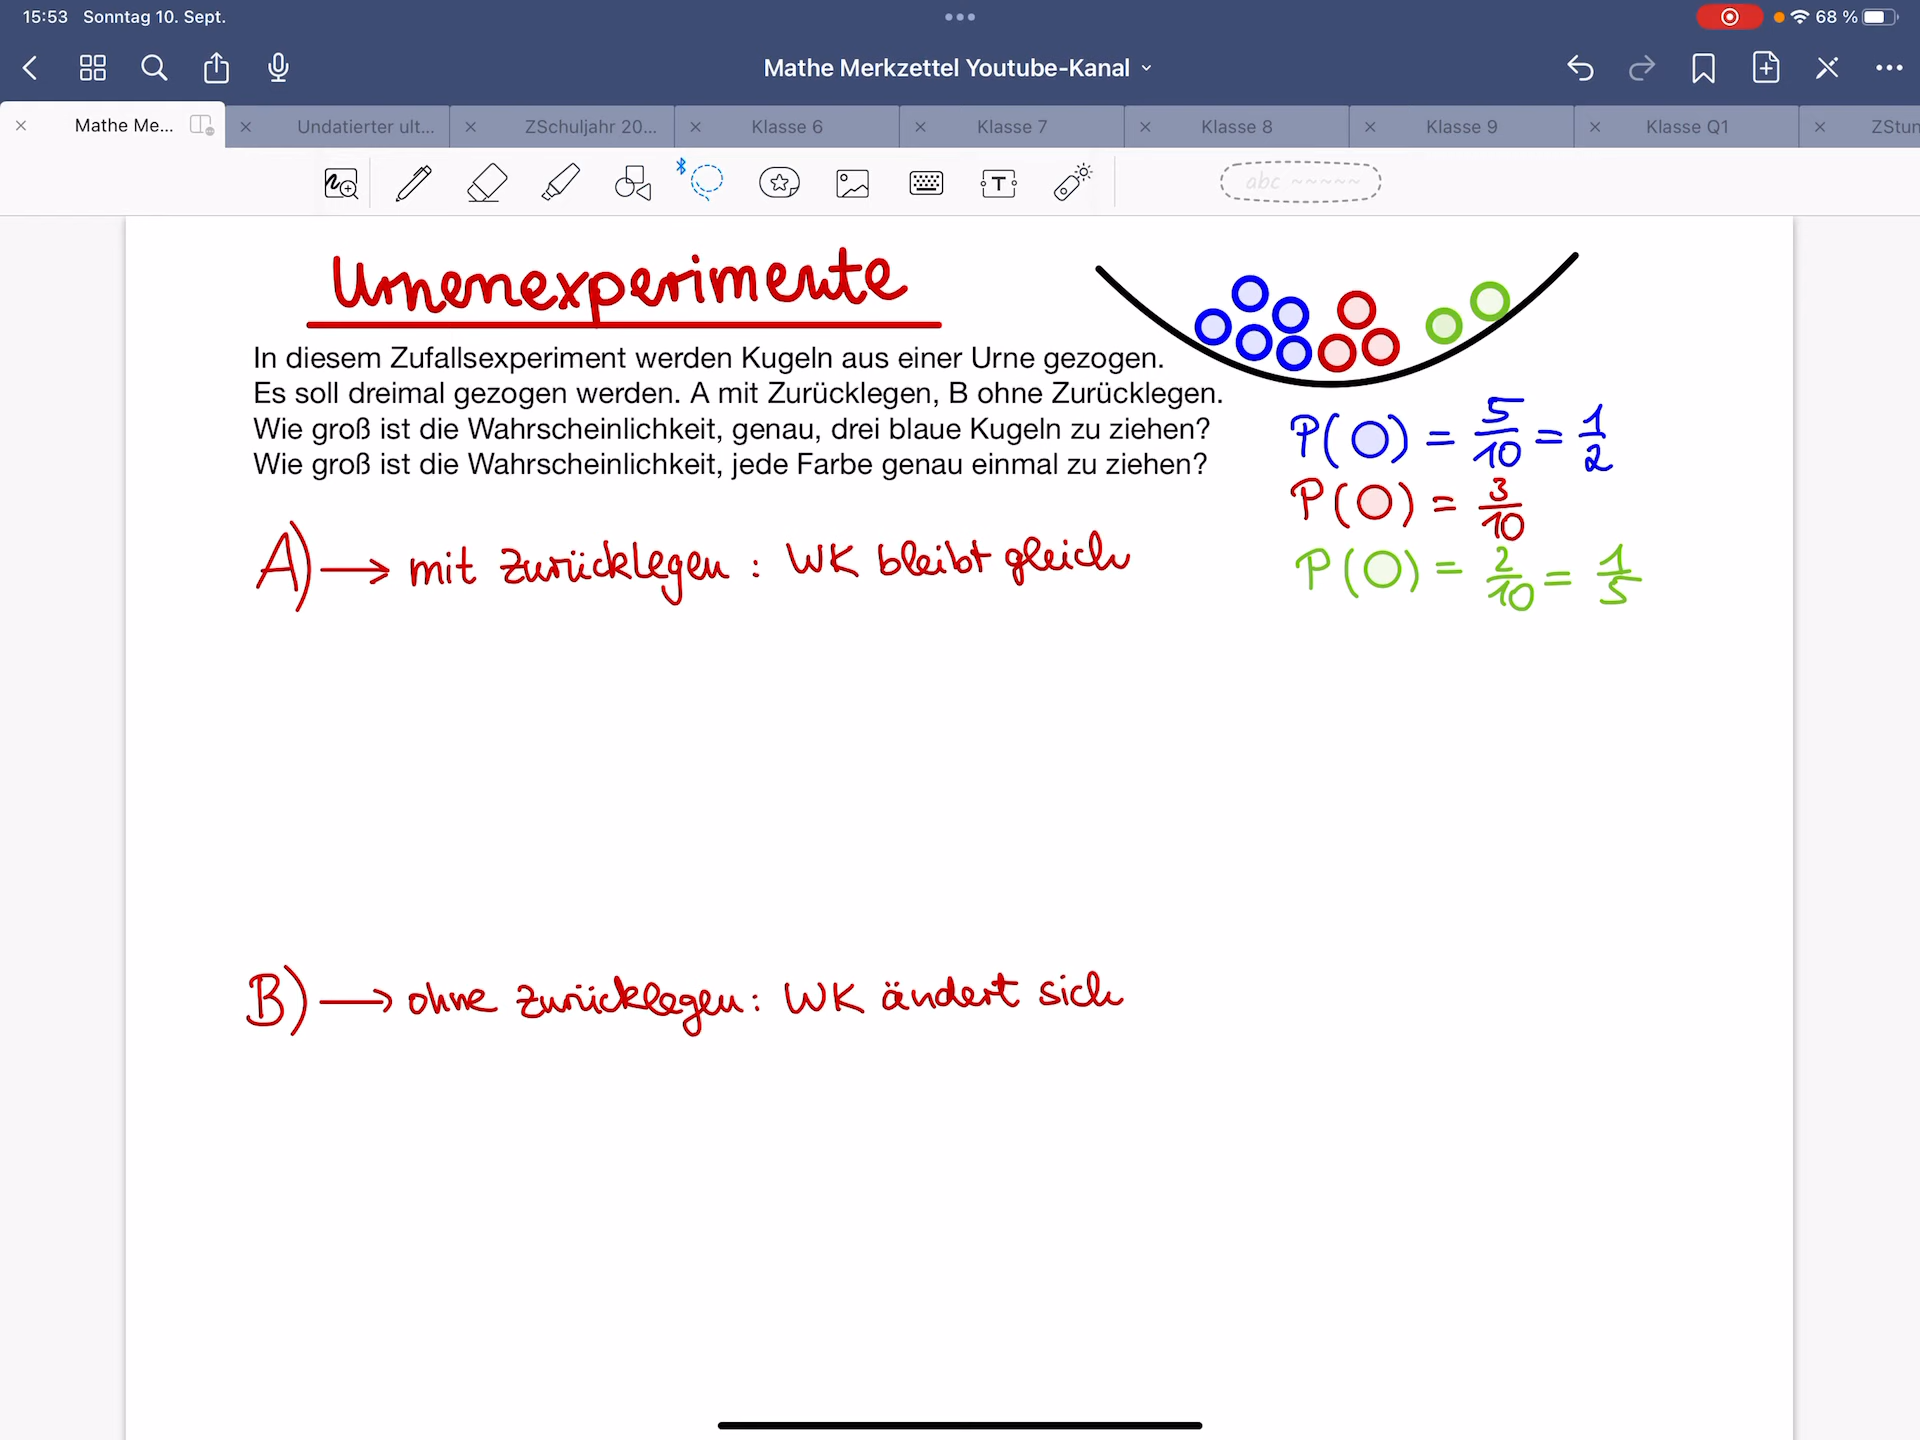 15:53 Sonntag 10. Sept.
68 %
Mathe Merkzettel Youtube-Kanal
Mathe Me...
Undatierter ult...
ZSchuljahr 20...
Klasse 6
Klasse 7
Klasse 8
Klasse 9
Klasse Q1
ZStun
T
abc
Urnenexperimente
In diesem Zufallsexperiment werden Kugeln aus einer Urne gezogen.
Es soll dreimal gezogen werden. A mit Zurücklegen, B ohne Zurücklegen.
Wie groß ist die Wahrscheinlichkeit, genau, drei blaue Kugeln zu ziehen?
Wie groß ist die Wahrscheinlichkeit, jede Farbe genau einmal zu ziehen?
P(○) = 5/10 = 1/2
P(○) = 3/10
P(○) = 2/10 = 1/5
A) → mit Zurücklegen : WK bleibt gleich
B) → ohne Zurücklegen: WK ändert sich